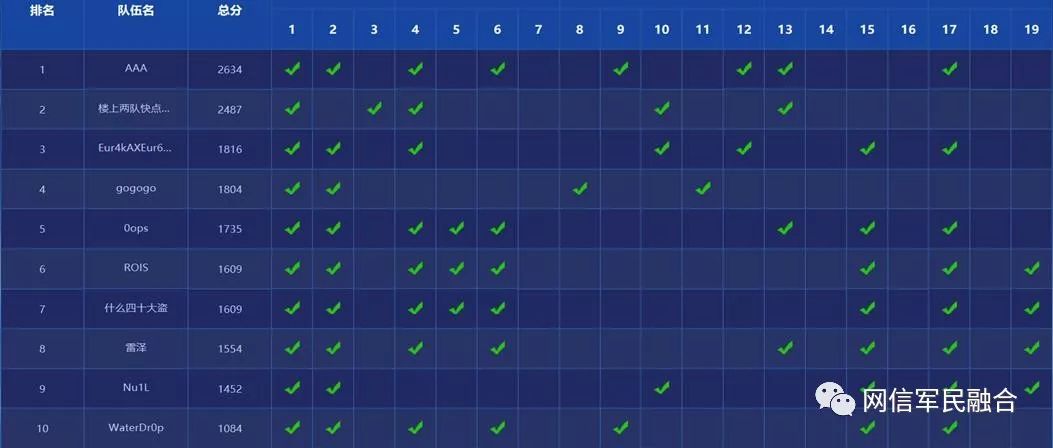 排名 队伍名 总分 1 2 3 4 5 6 7 8 9 10 11 12 13 14 15 16 17 18 19
1 AAA 2634
2 楼上两队快点... 2487
3 Eur4kAXEur6... 1816
4 gogogo 1804
5 0ops 1735
6 ROIS 1609
7 什么四十大盗 1609
8 雷泽 1554
9 Nu1L 1452
10 WaterDr0p 1084
网信军民融合